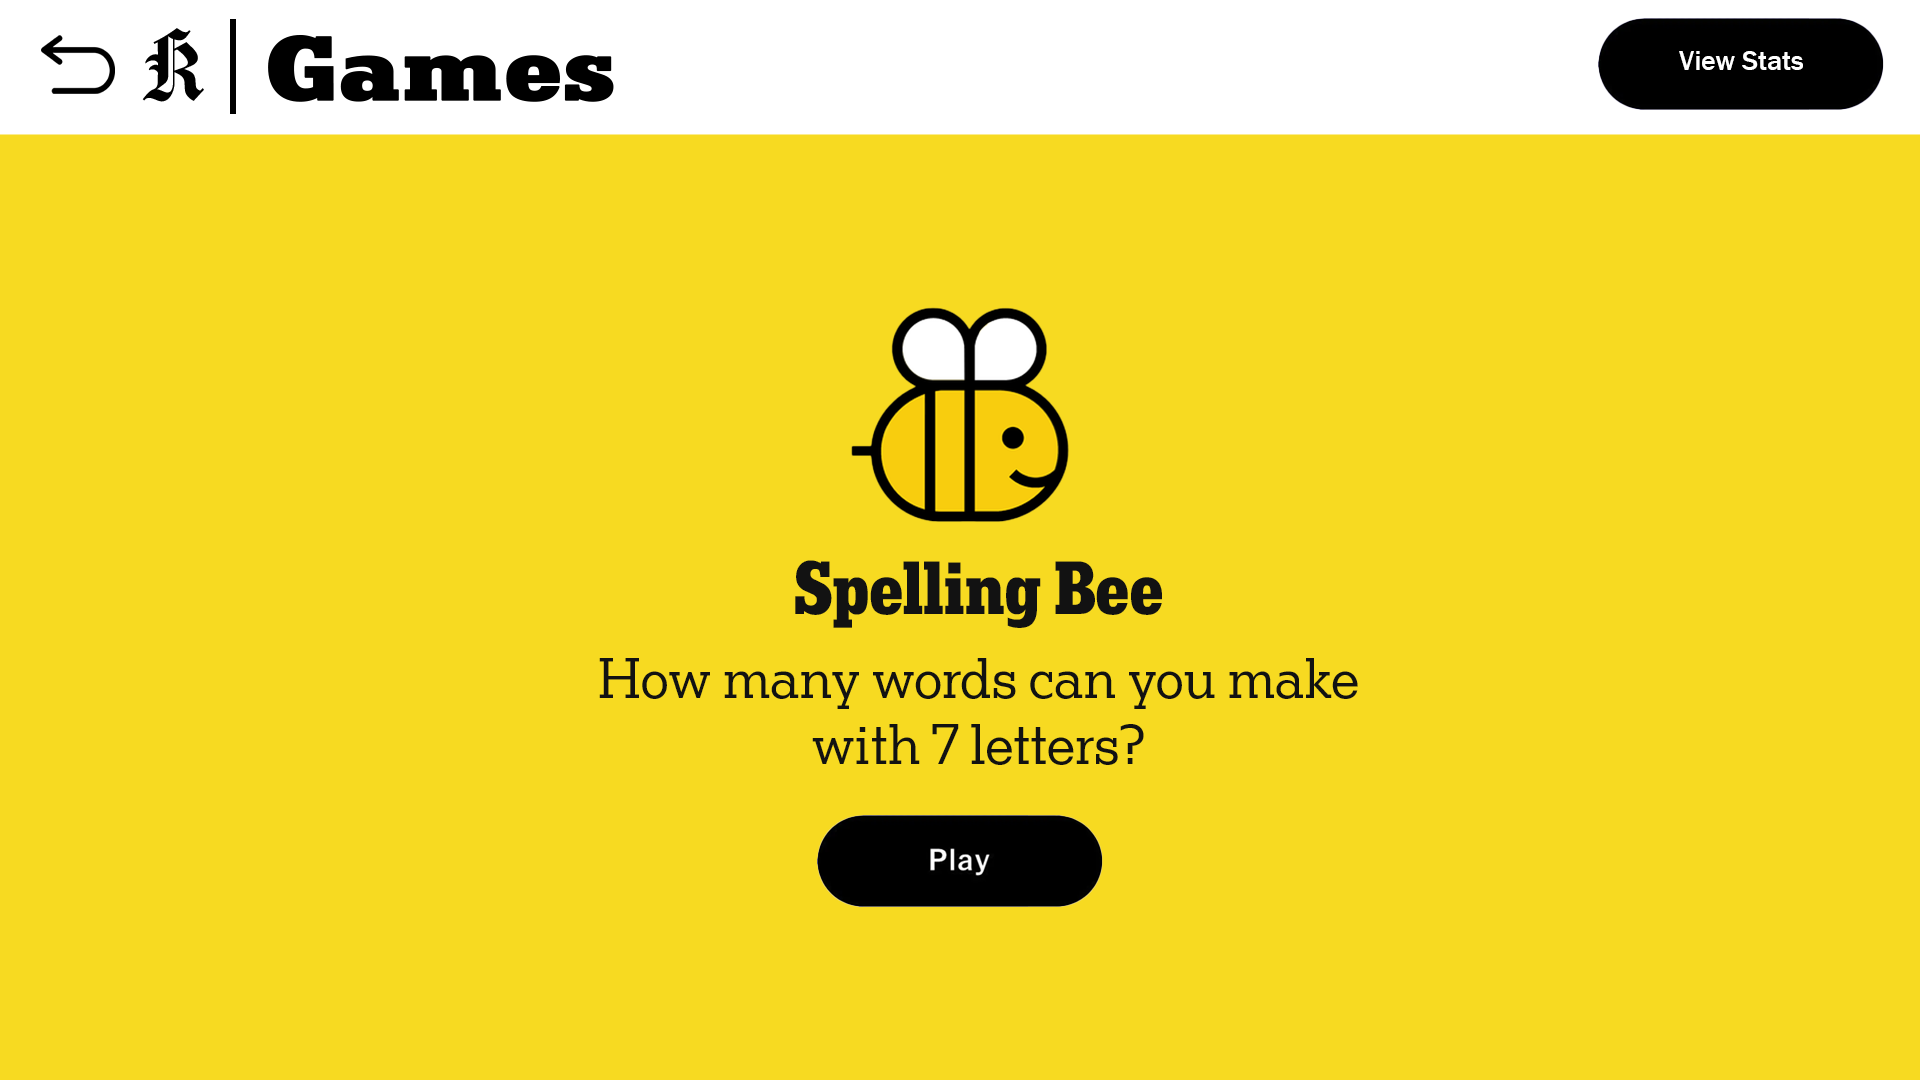 K | Games
View Stats
Spelling Bee
How many words can you make
with 7 letters?
Play